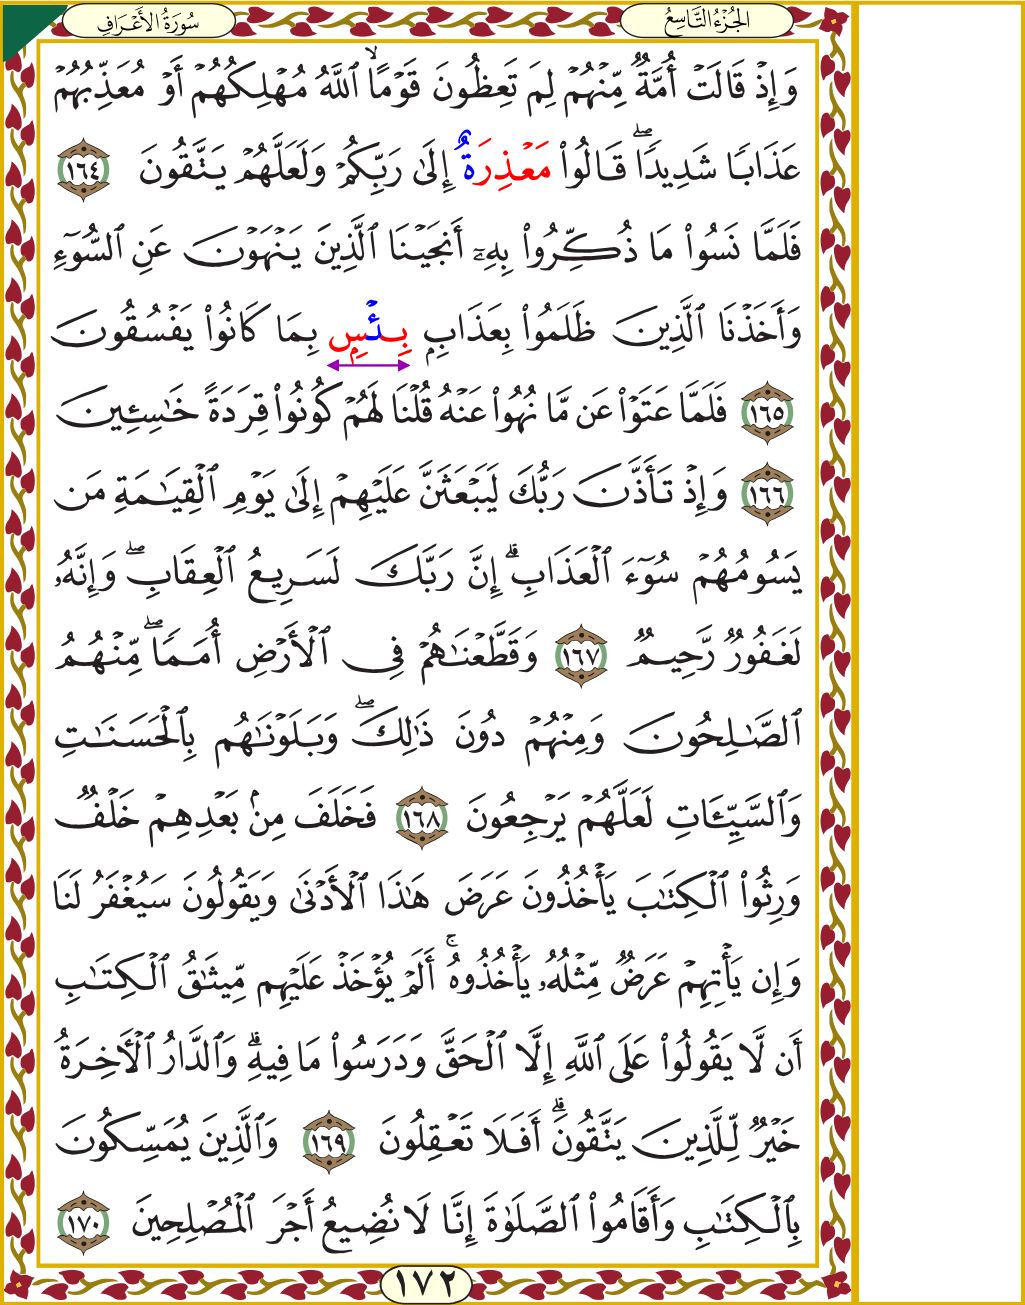 الجُزْءُ التَّاسِعُ
سُورَةُ الأَعْرَافِ
وَإِذْ قَالَتْ أُمَّةٌ مِّنْهُمْ لِمَ تَعِظُونَ قَوْمًا ۙ ٱللَّهُ مُهْلِكُهُمْ أَوْ مُعَذِّبُهُمْ
عَذَابًا شَدِيدًا ۖ قَالُوا۟ مَعْذِرَةٌ إِلَىٰ رَبِّكُمْ وَلَعَلَّهُمْ يَتَّقُونَ ١٦٤
فَلَمَّا نَسُوا۟ مَا ذُكِّرُوا۟ بِهِۦٓ أَنجَيْنَا ٱلَّذِينَ يَنْهَوْنَ عَنِ ٱلسُّوٓءِ
وَأَخَذْنَا ٱلَّذِينَ ظَلَمُوا۟ بِعَذَابٍۭ بِئْسٍۭ بِمَا كَانُوا۟ يَفْسُقُونَ
١٦٥ فَلَمَّا عَتَوْا۟ عَن مَّا نُهُوا۟ عَنْهُ قُلْنَا لَهُمْ كُونُوا۟ قِرَدَةً خَٰسِـِٔينَ
١٦٦ وَإِذْ تَأَذَّنَ رَبُّكَ لَيَبْعَثَنَّ عَلَيْهِمْ إِلَىٰ يَوْمِ ٱلْقِيَٰمَةِ مَن
يَسُومُهُمْ سُوٓءَ ٱلْعَذَابِ ۗ إِنَّ رَبَّكَ لَسَرِيعُ ٱلْعِقَابِ ۖ وَإِنَّهُۥ
لَغَفُورٌ رَّحِيمٌ ١٦٧ وَقَطَّعْنَٰهُمْ فِى ٱلْأَرْضِ أُمَمًا ۖ مِّنْهُمُ
ٱلصَّٰلِحُونَ وَمِنْهُمْ دُونَ ذَٰلِكَ ۖ وَبَلَوْنَٰهُم بِٱلْحَسَنَٰتِ
وَٱلسَّيِّـَٔاتِ لَعَلَّهُمْ يَرْجِعُونَ ١٦٨ فَخَلَفَ مِنۢ بَعْدِهِمْ خَلْفٌ
وَرِثُوا۟ ٱلْكِتَٰبَ يَأْخُذُونَ عَرَضَ هَٰذَا ٱلْأَدْنَىٰ وَيَقُولُونَ سَيُغْفَرُ لَنَا
وَإِن يَأْتِهِمْ عَرَضٌ مِّثْلُهُۥ يَأْخُذُوهُ ۚ أَلَمْ يُؤْخَذْ عَلَيْهِم مِّيثَٰقُ ٱلْكِتَٰبِ
أَن لَّا يَقُولُوا۟ عَلَى ٱللَّهِ إِلَّا ٱلْحَقَّ وَدَرَسُوا۟ مَا فِيهِ ۗ وَٱلدَّارُ ٱلْـَٔاخِرَةُ
خَيْرٌ لِّلَّذِينَ يَتَّقُونَ ۗ أَفَلَا تَعْقِلُونَ ١٦٩ وَٱلَّذِينَ يُمَسِّكُونَ
بِٱلْكِتَٰبِ وَأَقَامُوا۟ ٱلصَّلَوٰةَ إِنَّا لَا نُضِيعُ أَجْرَ ٱلْمُصْلِحِينَ ١٧٠
١٧٢